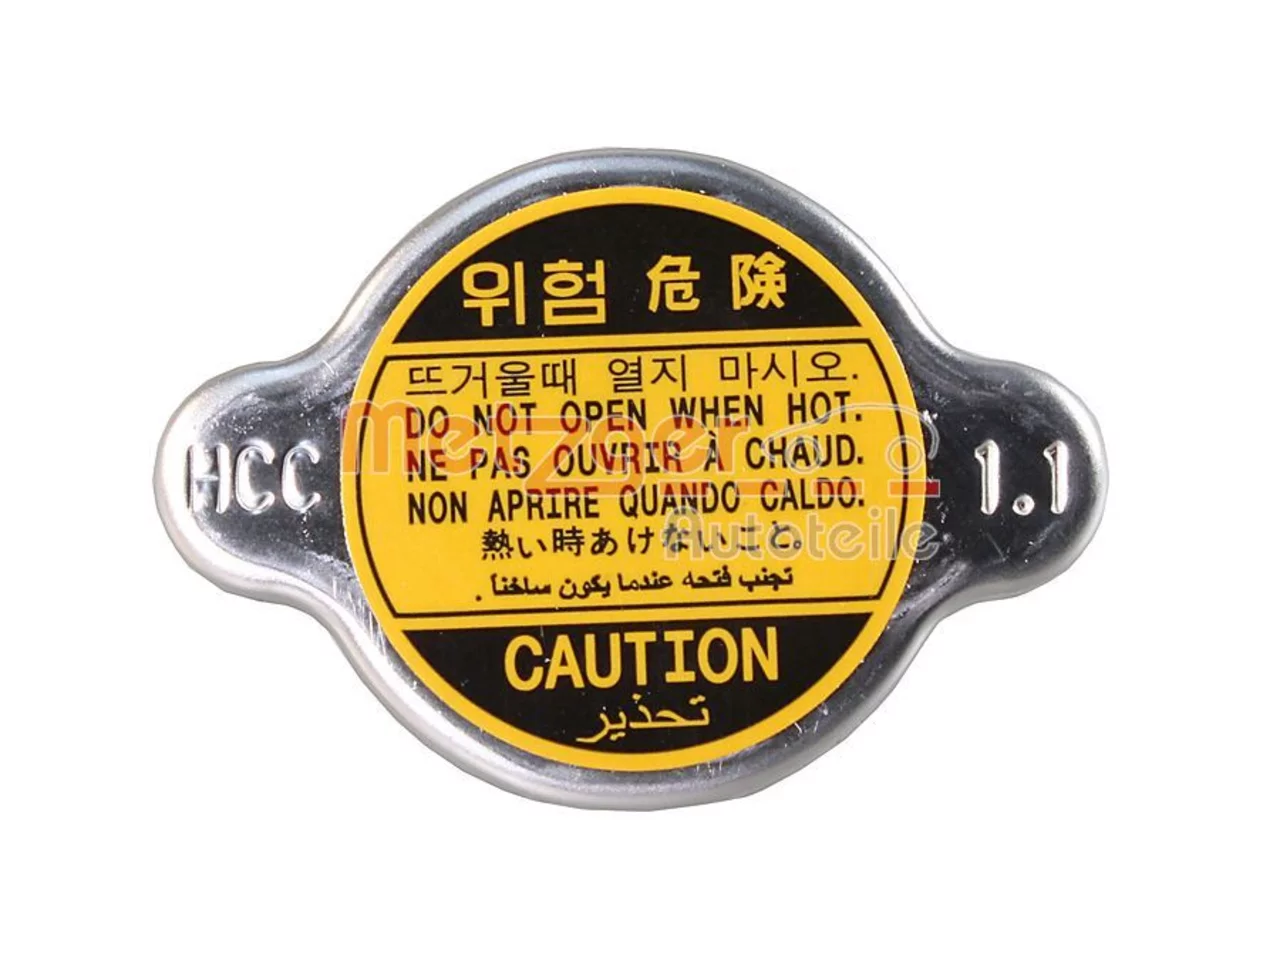 위험 危険
뜨거울때 열지 마시오.
DO NOT OPEN WHEN HOT.
NE PAS OUVRIR À CHAUD.
NON APRIRE QUANDO CALDO.
熱い時あけないこと。
تجنب فتحه عندما يكون ساخناً .
CAUTION
تحذير
HCC
1.1
metzger
Autoteile